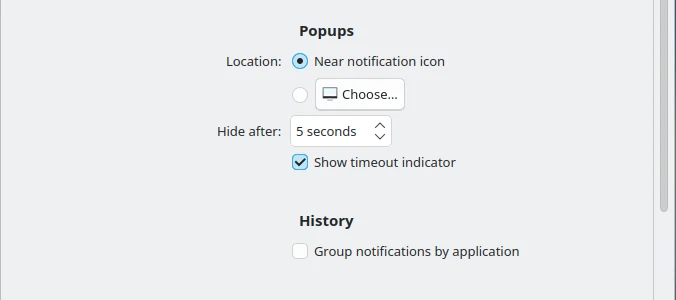 Popups
Location: Near notification icon
Choose...
Hide after: 5 seconds
Show timeout indicator
History
Group notifications by application